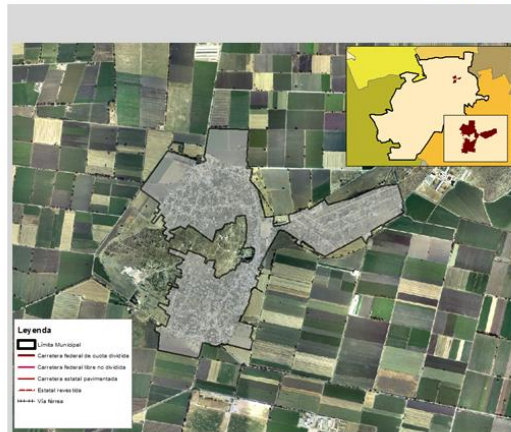 Leyenda
Límite Municipal
Carretera federal de cuota dividida
Carretera federal libre no dividida
Carretera estatal pavimentada
Estatal revestida
Vía férrea